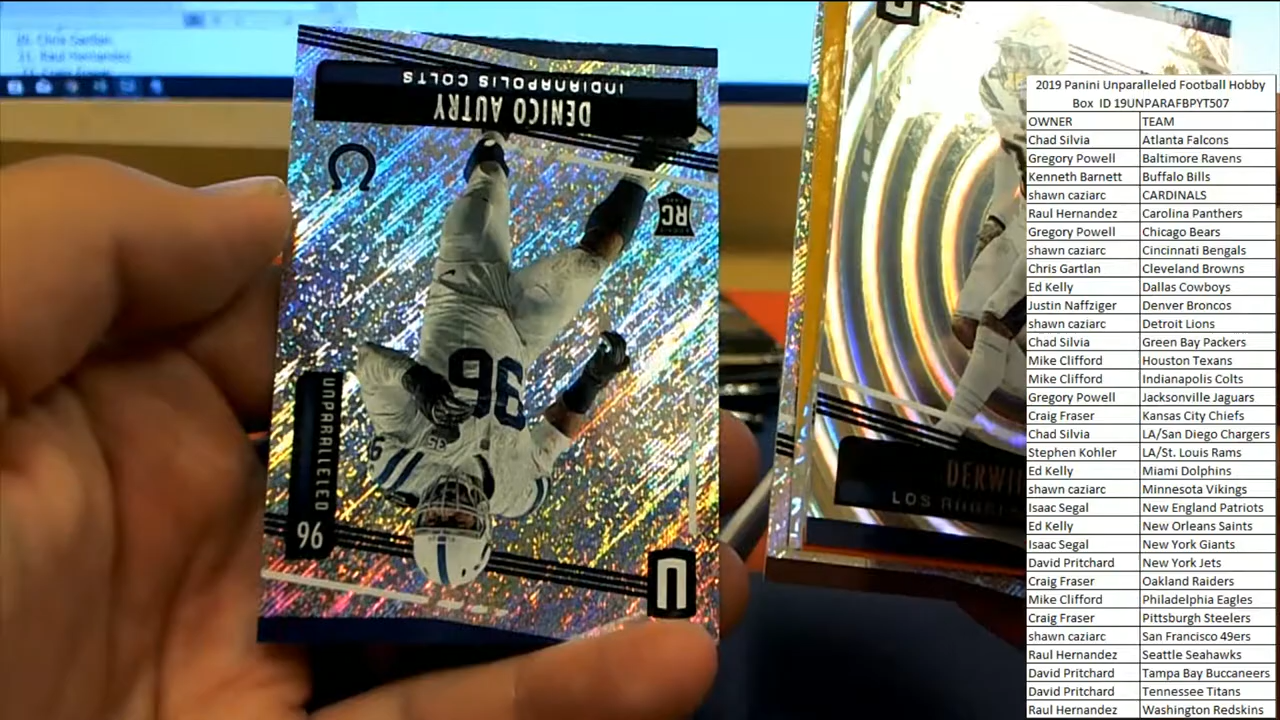 Raul Hernandez
INDIANAPOLIS COLTS
DENICO AUTRY
ROOKIE
RC
96
UNPARALLELED
96
U
DERWI
LOS
2019 Panini Unparalleled Football Hobby
Box ID 19UNPARAFBPYT507
OWNER TEAM
Chad Silvia Atlanta Falcons
Gregory Powell Baltimore Ravens
Kenneth Barnett Buffalo Bills
shawn caziarc CARDINALS
Raul Hernandez Carolina Panthers
Gregory Powell Chicago Bears
shawn caziarc Cincinnati Bengals
Chris Gartlan Cleveland Browns
Ed Kelly Dallas Cowboys
Justin Naffziger Denver Broncos
shawn caziarc Detroit Lions
Chad Silvia Green Bay Packers
Mike Clifford Houston Texans
Mike Clifford Indianapolis Colts
Gregory Powell Jacksonville Jaguars
Craig Fraser Kansas City Chiefs
Chad Silvia LA/San Diego Chargers
Stephen Kohler LA/St. Louis Rams
Ed Kelly Miami Dolphins
shawn caziarc Minnesota Vikings
Isaac Segal New England Patriots
Ed Kelly New Orleans Saints
Isaac Segal New York Giants
David Pritchard New York Jets
Craig Fraser Oakland Raiders
Mike Clifford Philadelphia Eagles
Craig Fraser Pittsburgh Steelers
shawn caziarc San Francisco 49ers
Raul Hernandez Seattle Seahawks
David Pritchard Tampa Bay Buccaneers
David Pritchard Tennessee Titans
Raul Hernandez Washington Redskins